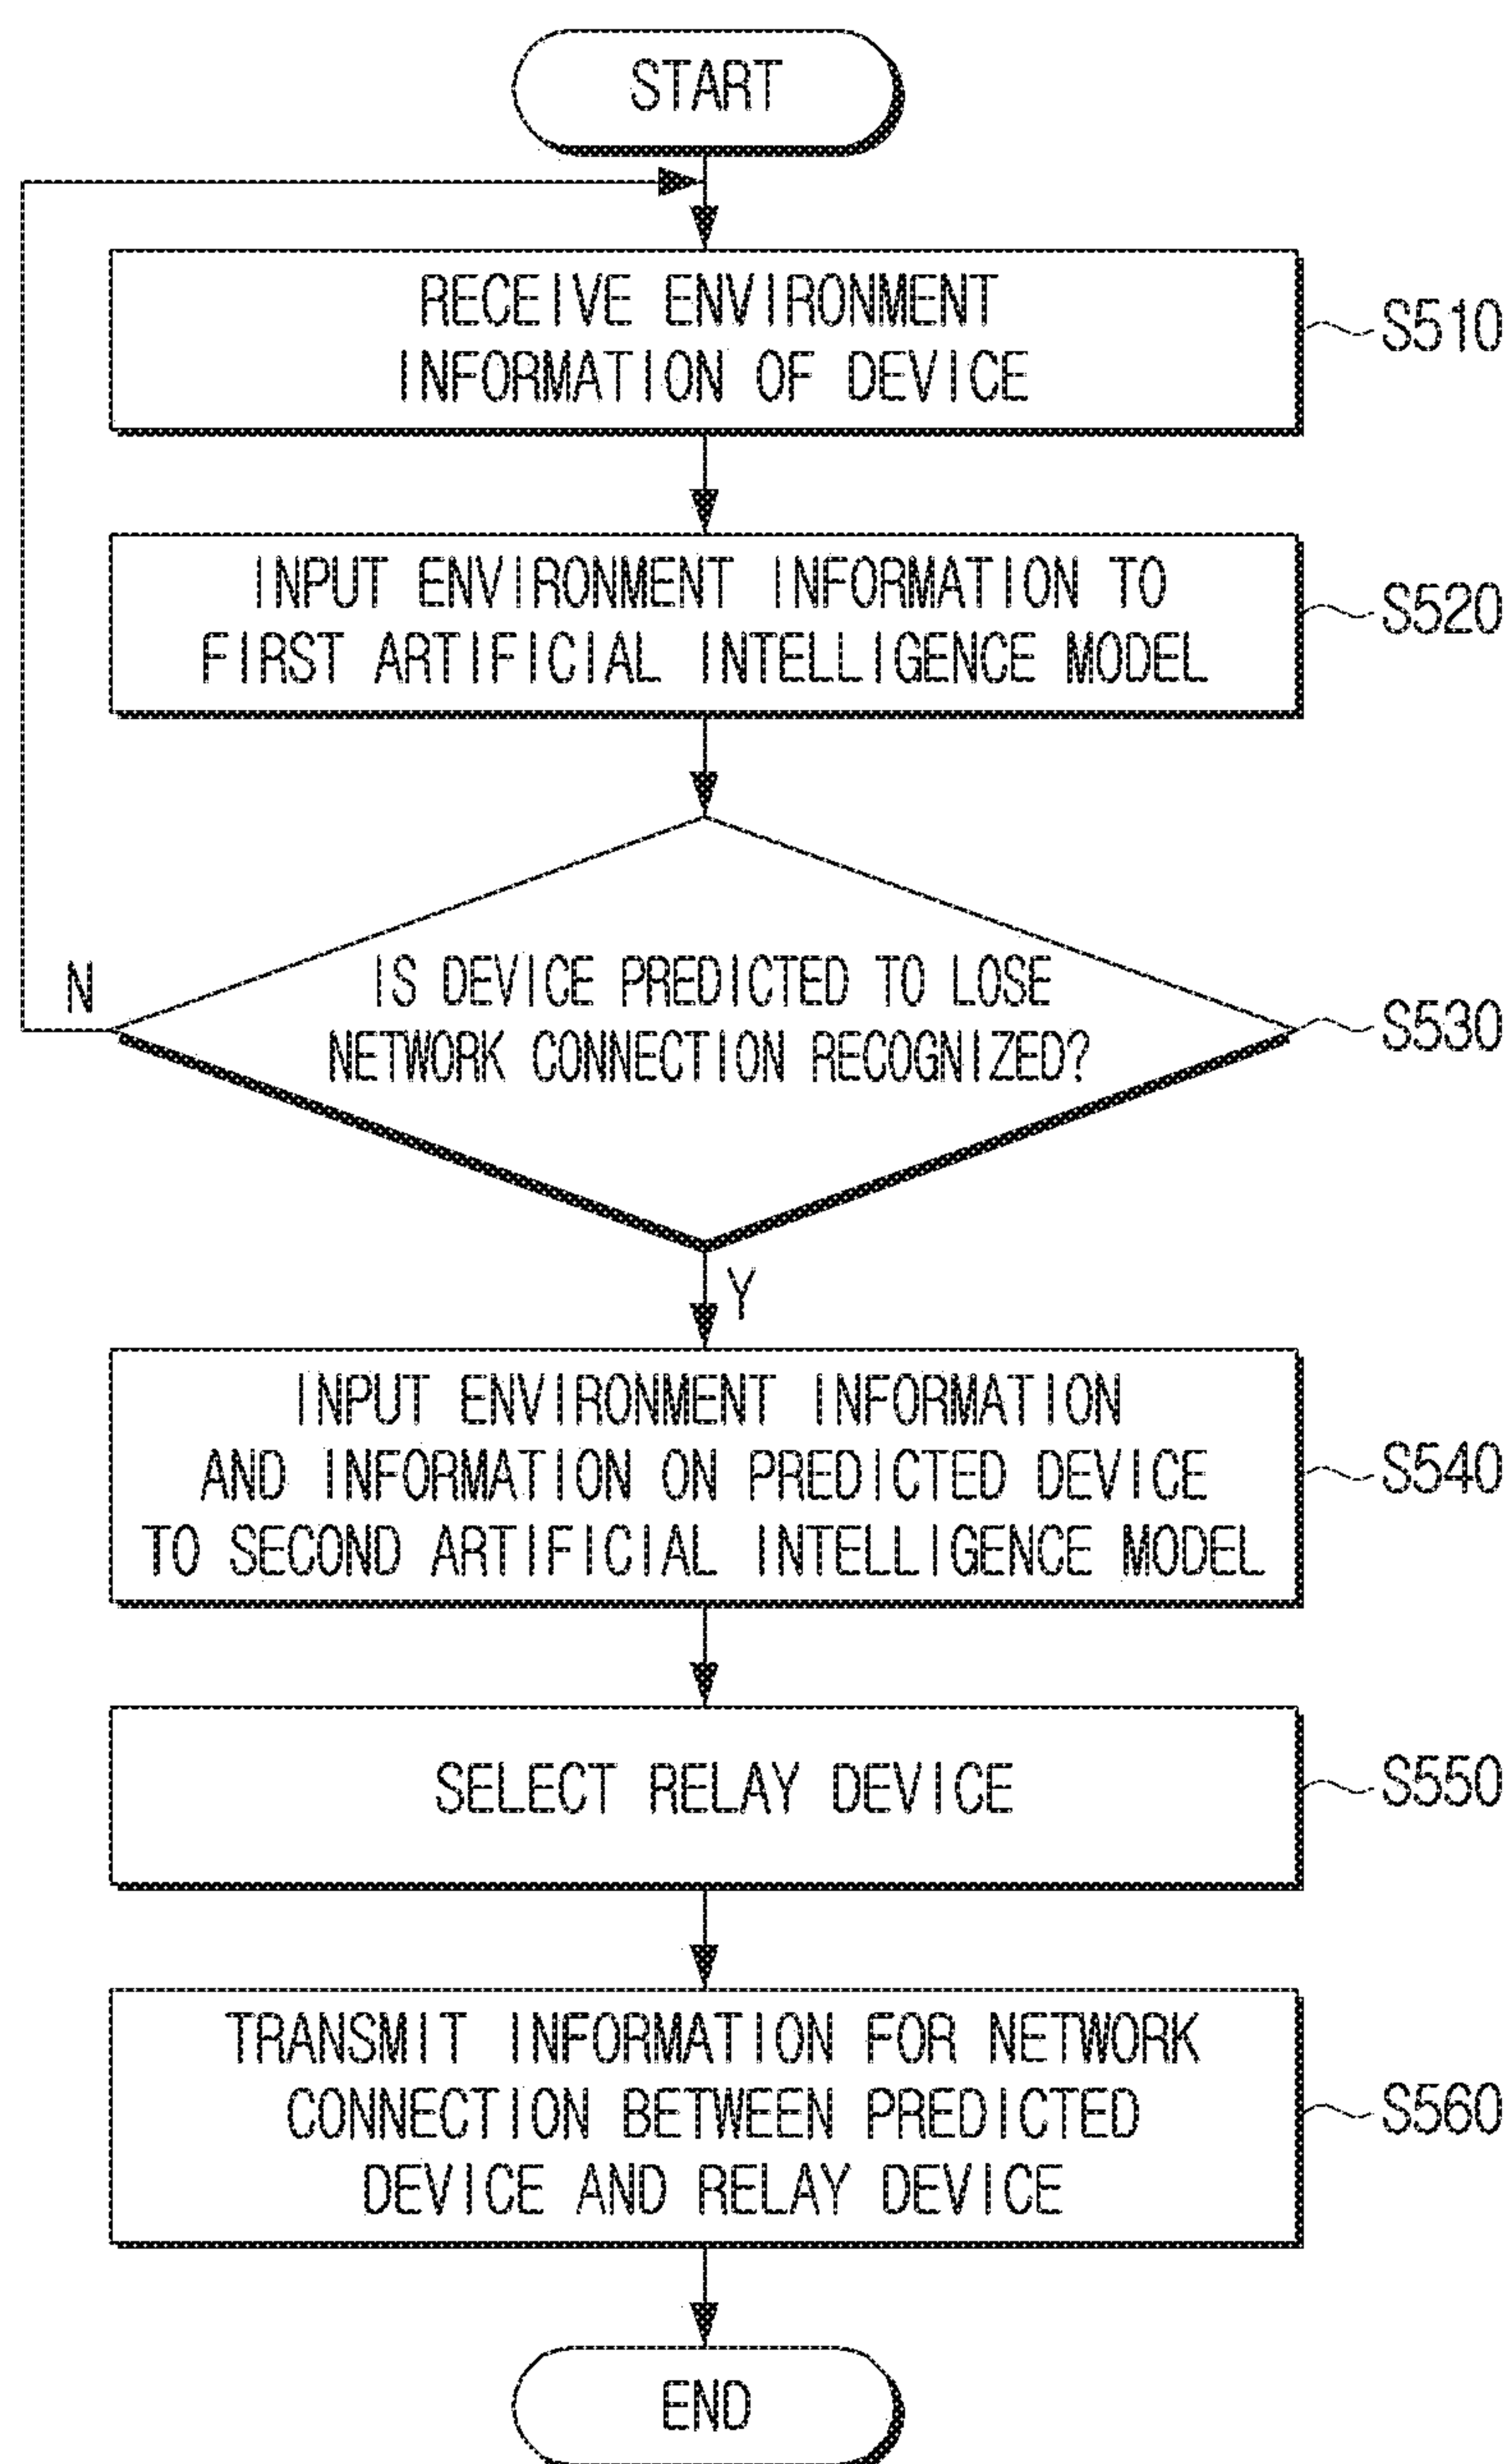 START
RECEIVE ENVIRONMENT
INFORMATION OF DEVICE
S510
INPUT ENVIRONMENT INFORMATION TO
FIRST ARTIFICIAL INTELLIGENCE MODEL
S520
IS DEVICE PREDICTED TO LOSE
NETWORK CONNECTION RECOGNIZED?
S530
N
Y
INPUT ENVIRONMENT INFORMATION
AND INFORMATION ON PREDICTED DEVICE
TO SECOND ARTIFICIAL INTELLIGENCE MODEL
S540
SELECT RELAY DEVICE
S550
TRANSMIT INFORMATION FOR NETWORK
CONNECTION BETWEEN PREDICTED
DEVICE AND RELAY DEVICE
S560
END